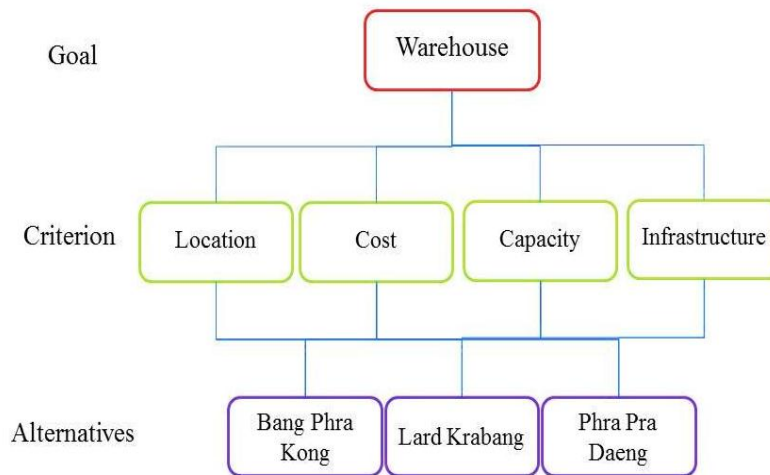 Goal
Warehouse
Criterion
Location
Cost
Capacity
Infrastructure
Alternatives
Bang Phra
Kong
Lard Krabang
Phra Pra
Daeng